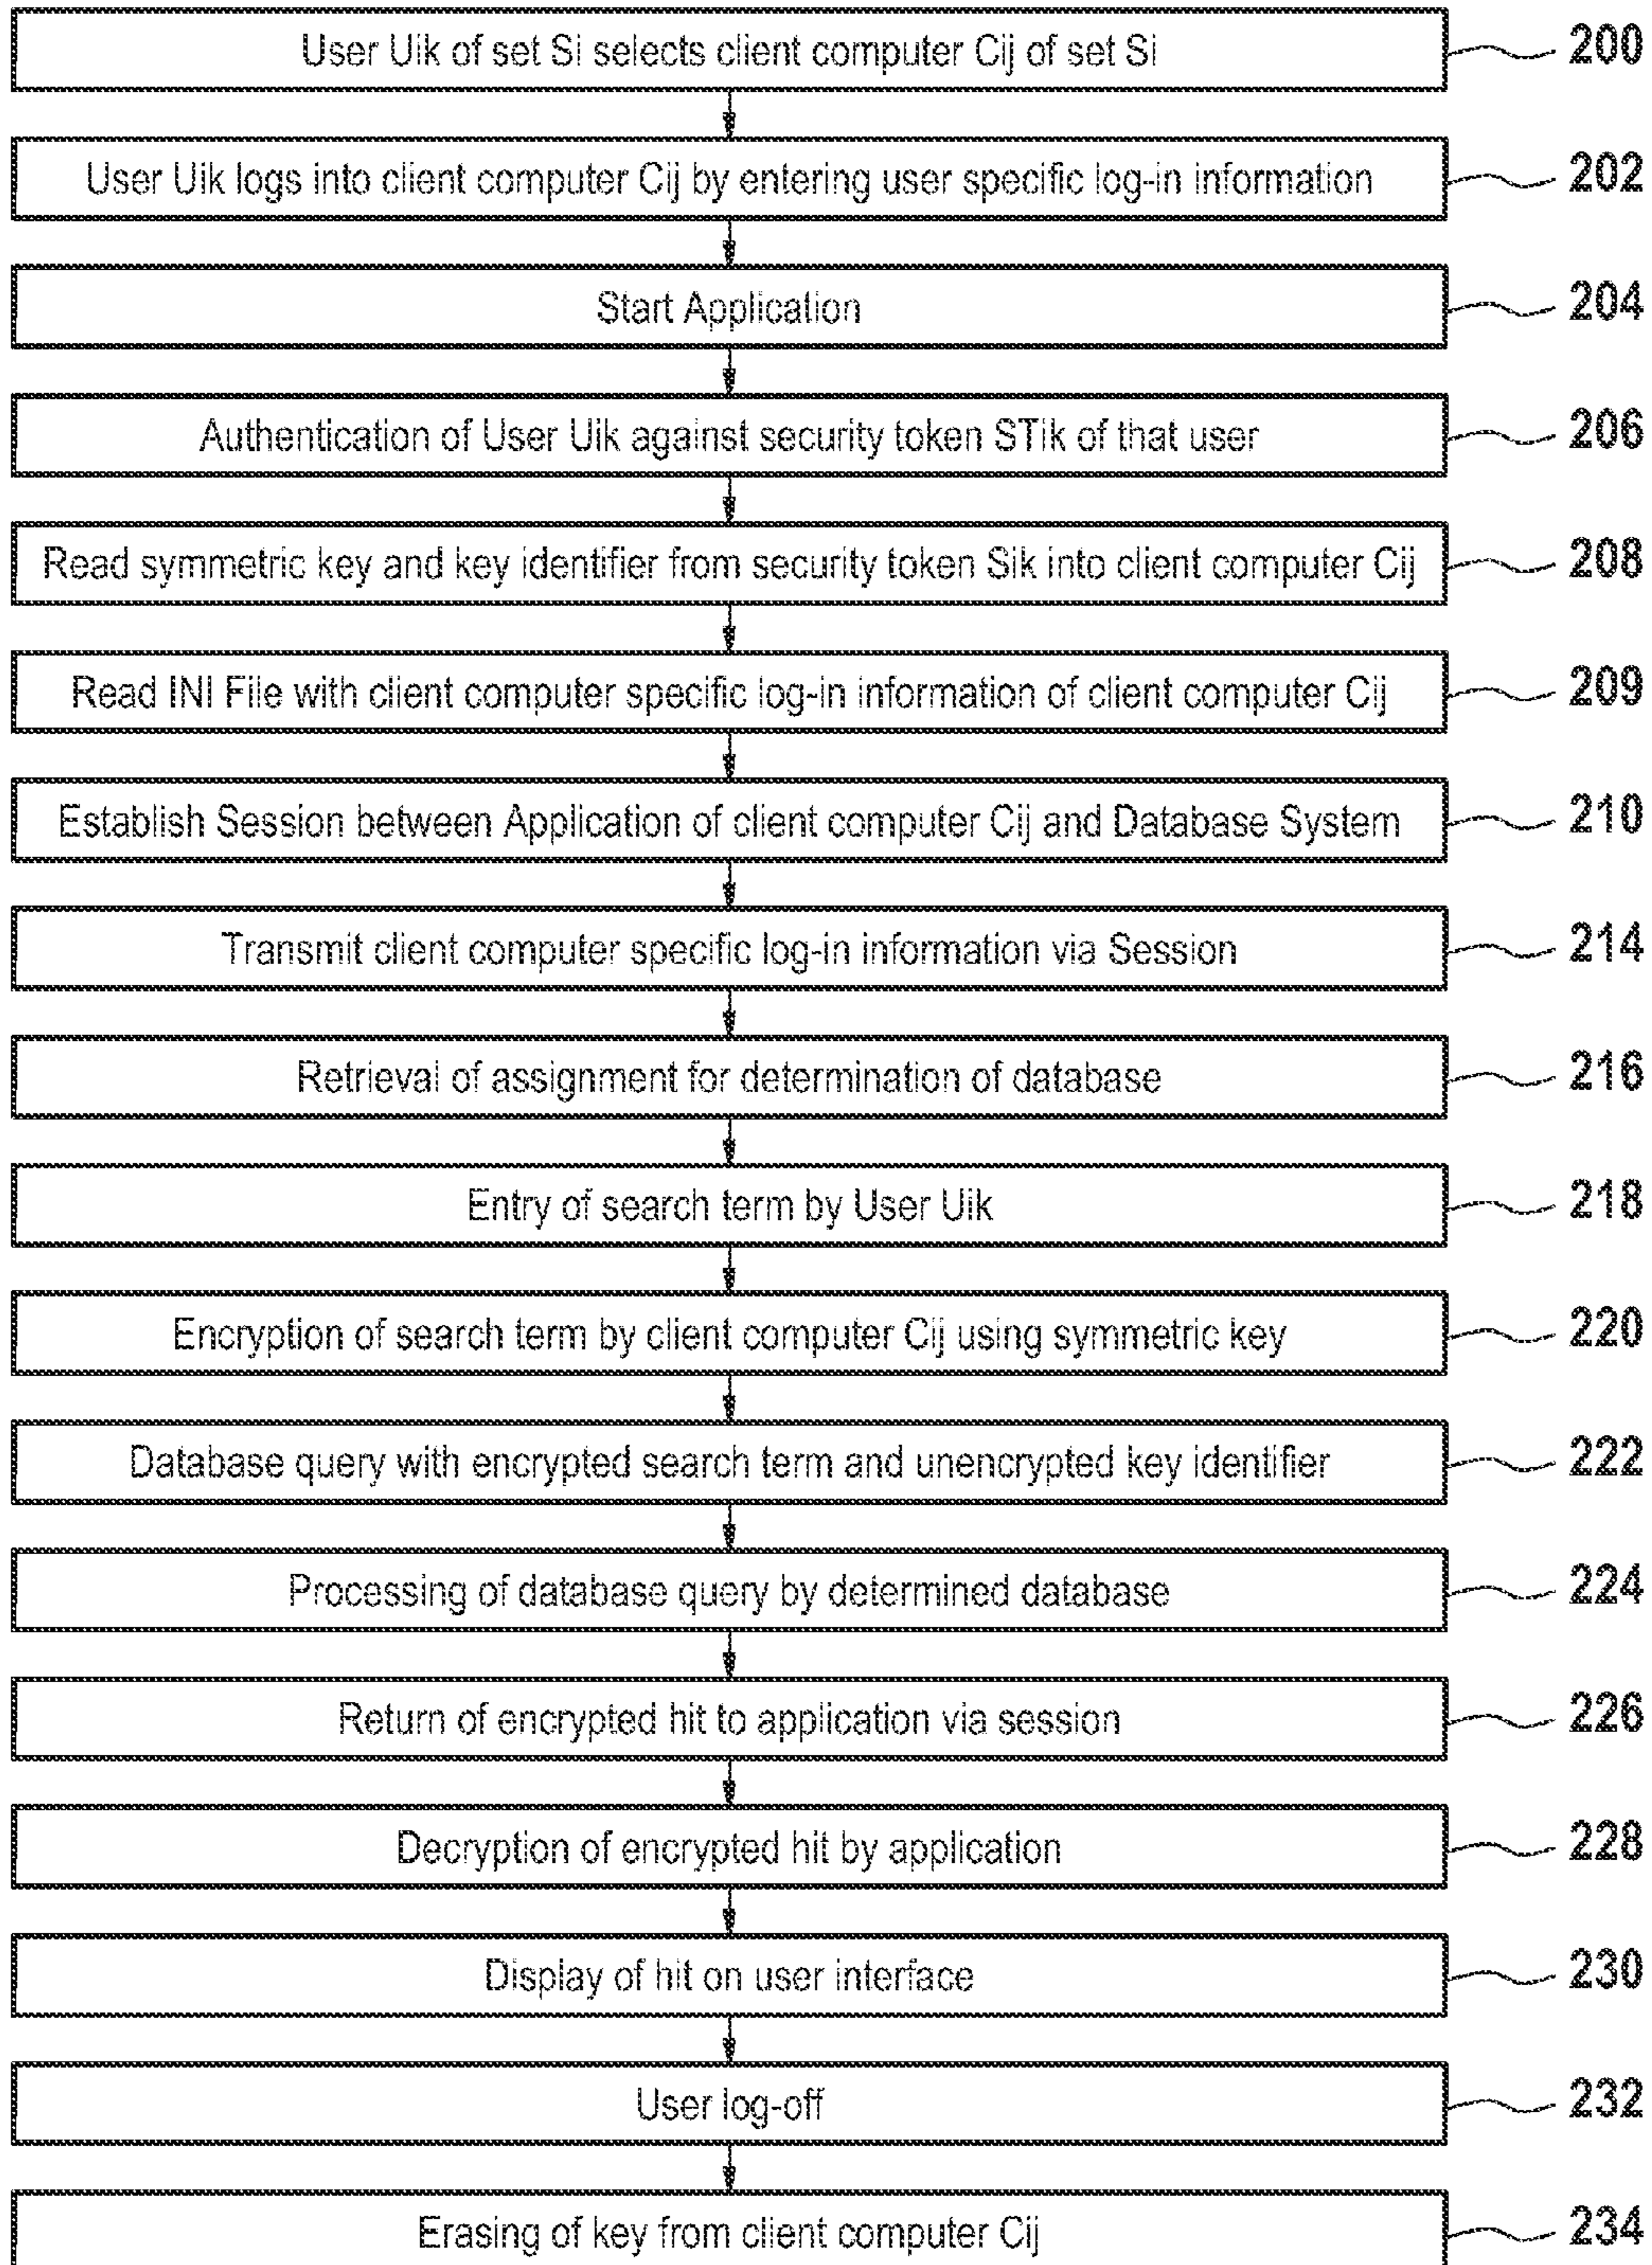 User Uik of set Si selects client computer Cij of set Si 200
User Uik logs into client computer Cij by entering user specific log-in information 202
Start Application 204
Authentication of User Uik against security token STik of that user 206
Read symmetric key and key identifier from security token Sik into client computer Cij 208
Read INI File with client computer specific log-in information of client computer Cij 209
Establish Session between Application of client computer Cij and Database System 210
Transmit client computer specific log-in information via Session 214
Retrieval of assignment for determination of database 216
Entry of search term by User Uik 218
Encryption of search term by client computer Cij using symmetric key 220
Database query with encrypted search term and unencrypted key identifier 222
Processing of database query by determined database 224
Return of encrypted hit to application via session 226
Decryption of encrypted hit by application 228
Display of hit on user interface 230
User log-off 232
Erasing of key from client computer Cij 234